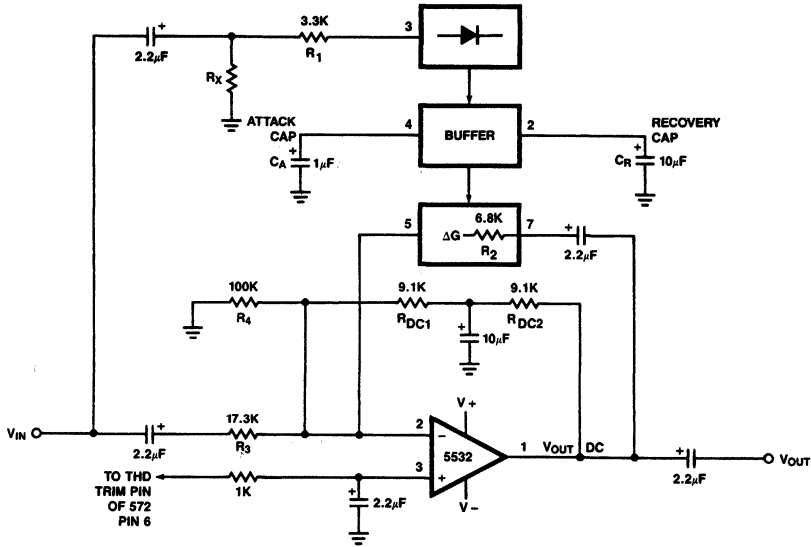 3.3K
3
+
2.2µF
R1
RX
ATTACK
CAP
4
BUFFER
2
RECOVERY
CAP
+
CA
1µF
+
CR
10µF
5
ΔG
6.8K
R2
7
+
2.2µF
100K
R4
9.1K
RDC1
9.1K
RDC2
+
10µF
V+
VIN
+
2.2µF
17.3K
R3
2
−
5532
1
VOUT DC
+
2.2µF
VOUT
TO THD
TRIM PIN
OF 572
PIN 6
1K
3
+
+
2.2µF
V−